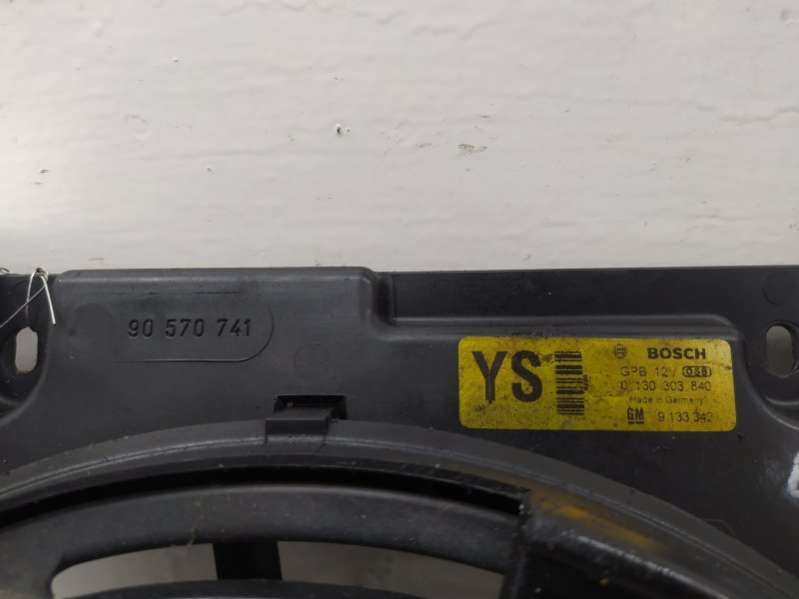 90 570 741
YS
BOSCH
GPB 12V
0 130 303 840
Made in Germany
GM 9 133 342